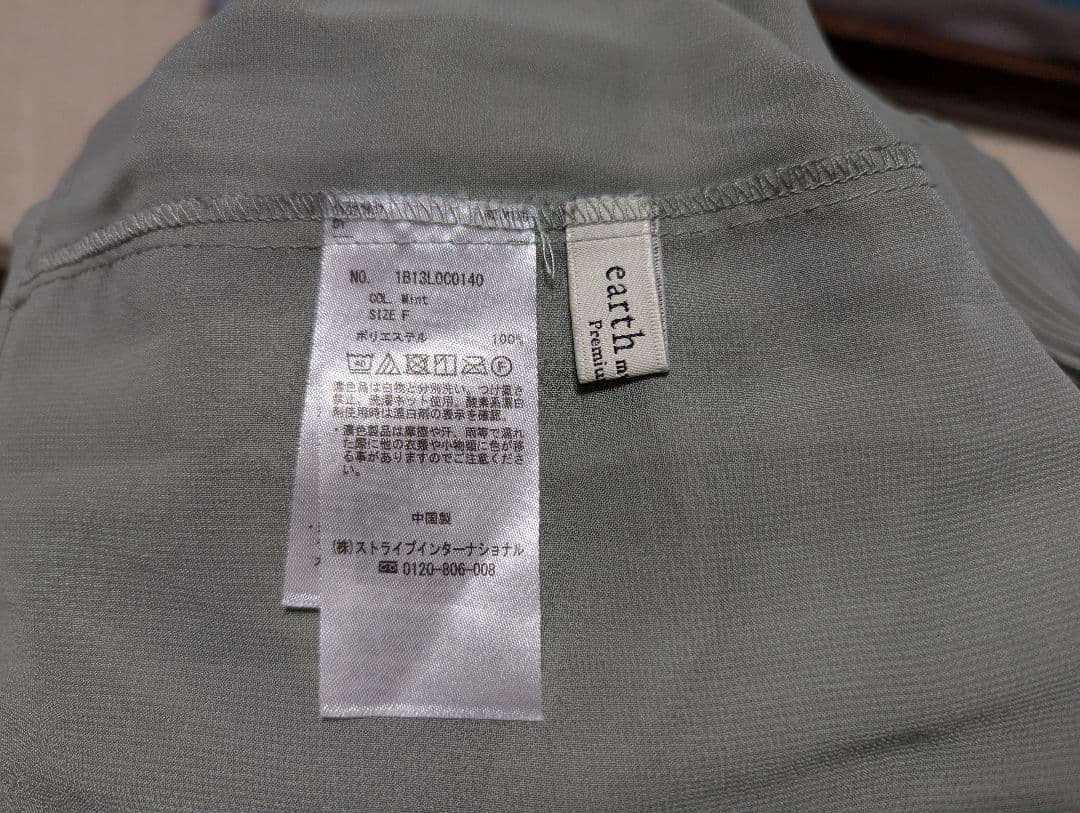 NO. 1B13L0C0140
COL. Mint
SIZE F
ポリエステル 100%
40
F
濃色品は白物と分別洗い。つけ置き
禁止。洗濯ネット使用。酸素系漂白
剤使用時は漂白剤の表示を確認。
・濃色製品は摩擦や汗、雨等で濡れ
た際に他の衣類や小物類に色が移
る事がありますのでご注意くださ
い。
中国製
(株)ストライプインターナショナル
0120-806-008
earth m
Premiu